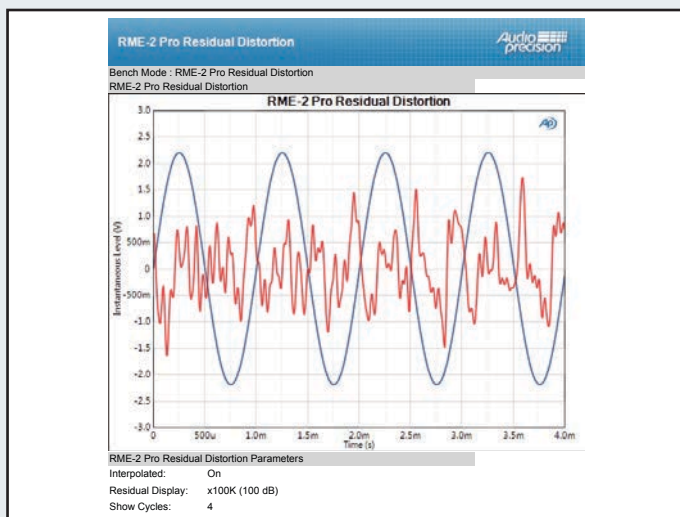 RME-2 Pro Residual Distortion
Audio precision
Bench Mode : RME-2 Pro Residual Distortion
RME-2 Pro Residual Distortion
RME-2 Pro Residual Distortion
AP
3.0
2.5
2.0
1.5
1.0
500m
0
-500m
-1.0
-1.5
-2.0
-2.5
-3.0
Instantaneous Level (V)
0 500u 1.0m 1.5m 2.0m 2.5m 3.0m 3.5m 4.0m
Time (s)
RME-2 Pro Residual Distortion Parameters
Interpolated: On
Residual Display: x100K (100 dB)
Show Cycles: 4